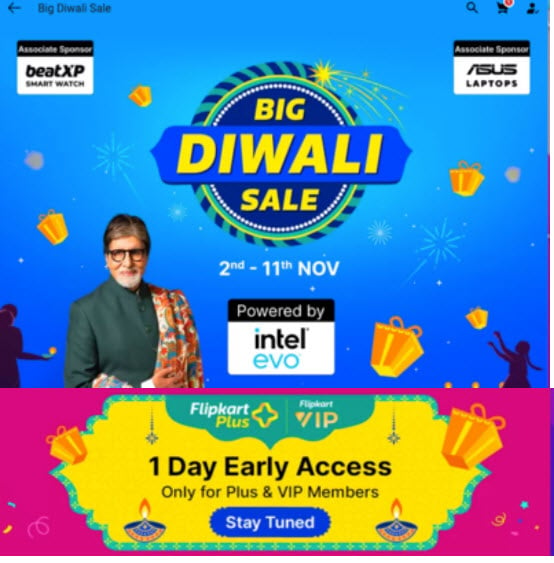 Big Diwali Sale
Associate Sponsor
beatXP
SMART WATCH
Associate Sponsor
ASUS
LAPTOPS
BIG
DIWALI
SALE
2nd - 11th NOV
Powered by
intel
evo
Flipkart
Plus
Flipkart
VIP
1 Day Early Access
Only for Plus & VIP Members
Stay Tuned